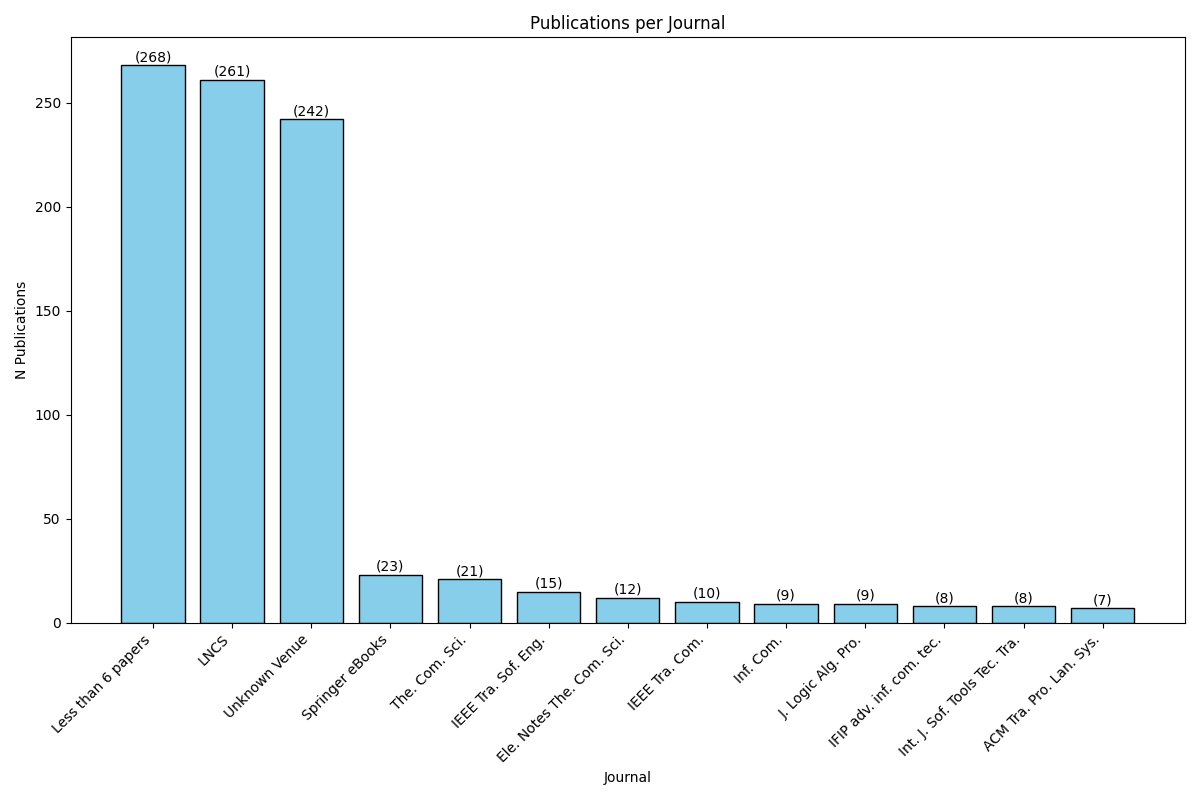 Publications per Journal
(268)
(261)
(242)
(23)
(21)
(15)
(12)
(10)
(9)
(9)
(8)
(8)
(7)
250
200
150
100
50
0
N Publications
Less than 6 papers
LNCS
Unknown Venue
Springer eBooks
The. Com. Sci.
IEEE Tra. Sof. Eng.
Ele. Notes The. Com. Sci.
IEEE Tra. Com.
Inf. Com.
J. Logic Alg. Pro.
IFIP adv. inf. com. tec.
Int. J. Sof. Tools Tec. Tra.
ACM Tra. Pro. Lan. Sys.
Journal